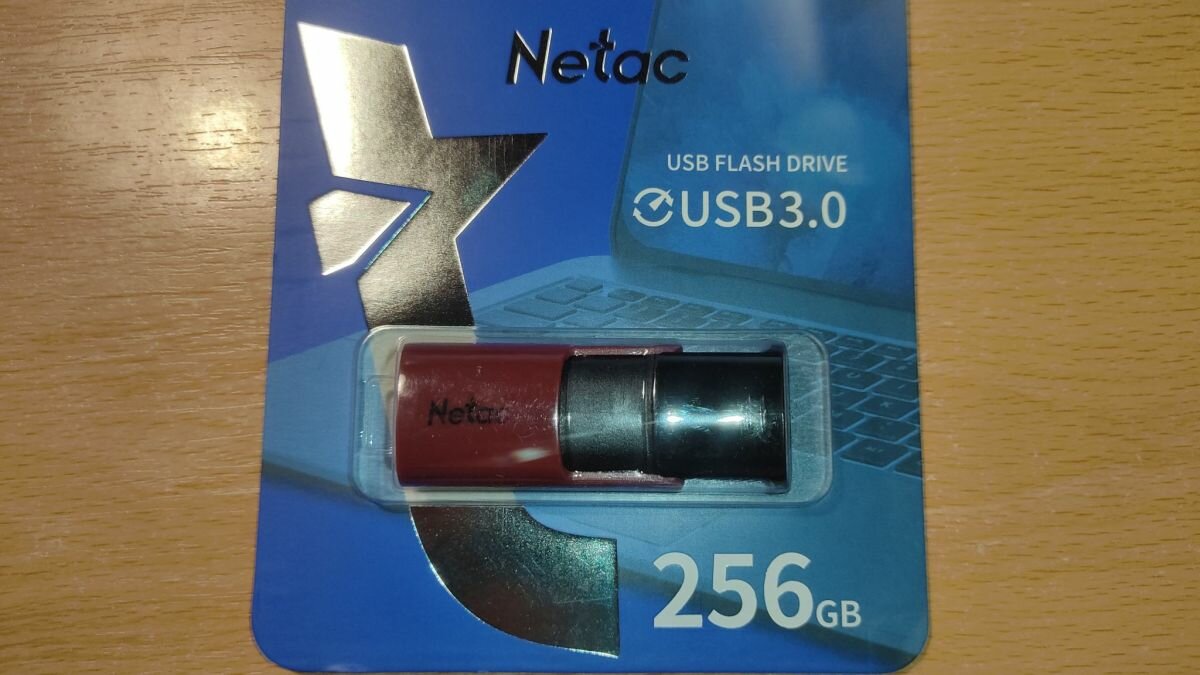 Netac
USB FLASH DRIVE
USB3.0
Netac
256GB